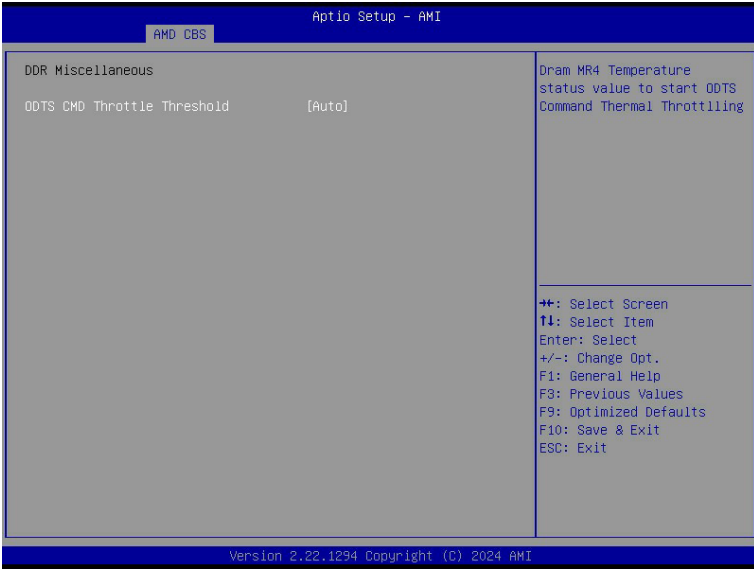 Aptio Setup - AMI
AMD CBS
DDR Miscellaneous
ODTS CMD Throttle Threshold [Auto]
Dram MR4 Temperature
status value to start ODTS
Command Thermal Throttlling
→←: Select Screen
↑↓: Select Item
Enter: Select
+/-: Change Opt.
F1: General Help
F3: Previous Values
F9: Optimized Defaults
F10: Save & Exit
ESC: Exit
Version 2.22.1294 Copyright (C) 2024 AMI